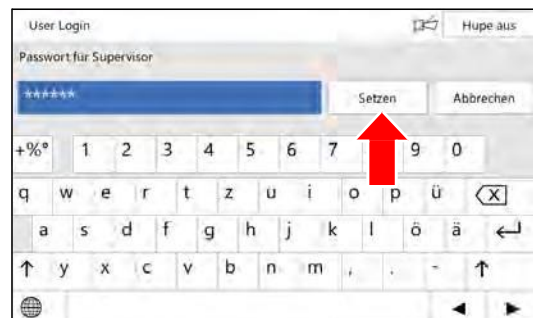 User Login Hupe aus
Passwort für Supervisor
****** Setzen Abbrechen
+%° 1 2 3 4 5 6 7 9 0
q w e r t z u i o p ü X
a s d f g h j k l ö ä
y x c v b n m , . -